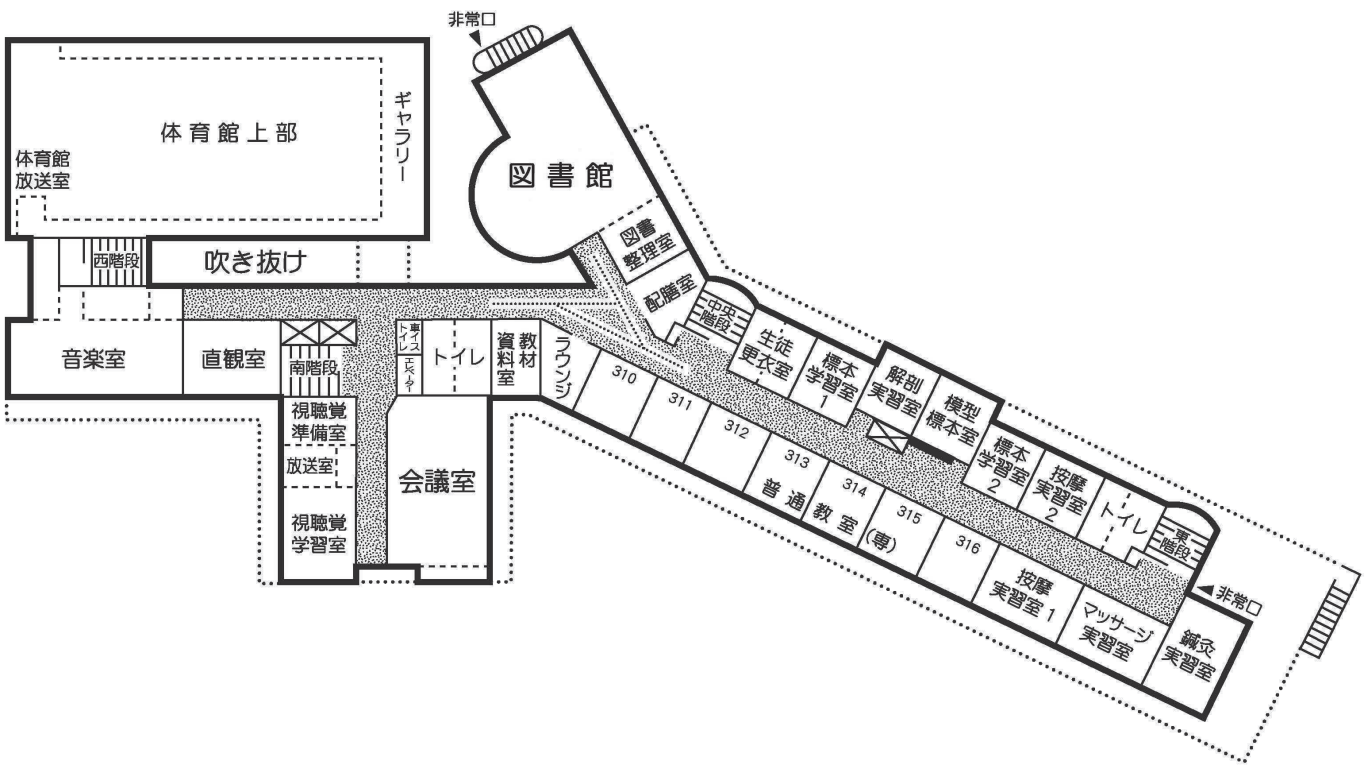 非常口
体育館上部
ギャラリー
体育館
放送室
図書館
西階段
吹き抜け
図書
整理室
配膳室
中央
階段
音楽室
直観室
南階段
車イス
トイレ
エレベーター
トイレ
教材
資料室
ラウンジ
310
311
312
313
314
315
316
普通教室(専)
生徒
更衣室
標本
学習室
1
解剖
実習室
模型
標本室
標本
学習室
2
按摩
実習室
2
トイレ
東
階段
非常口
視聴覚
準備室
放送室
視聴覚
学習室
会議室
按摩
実習室1
マッサージ
実習室
鍼灸
実習室